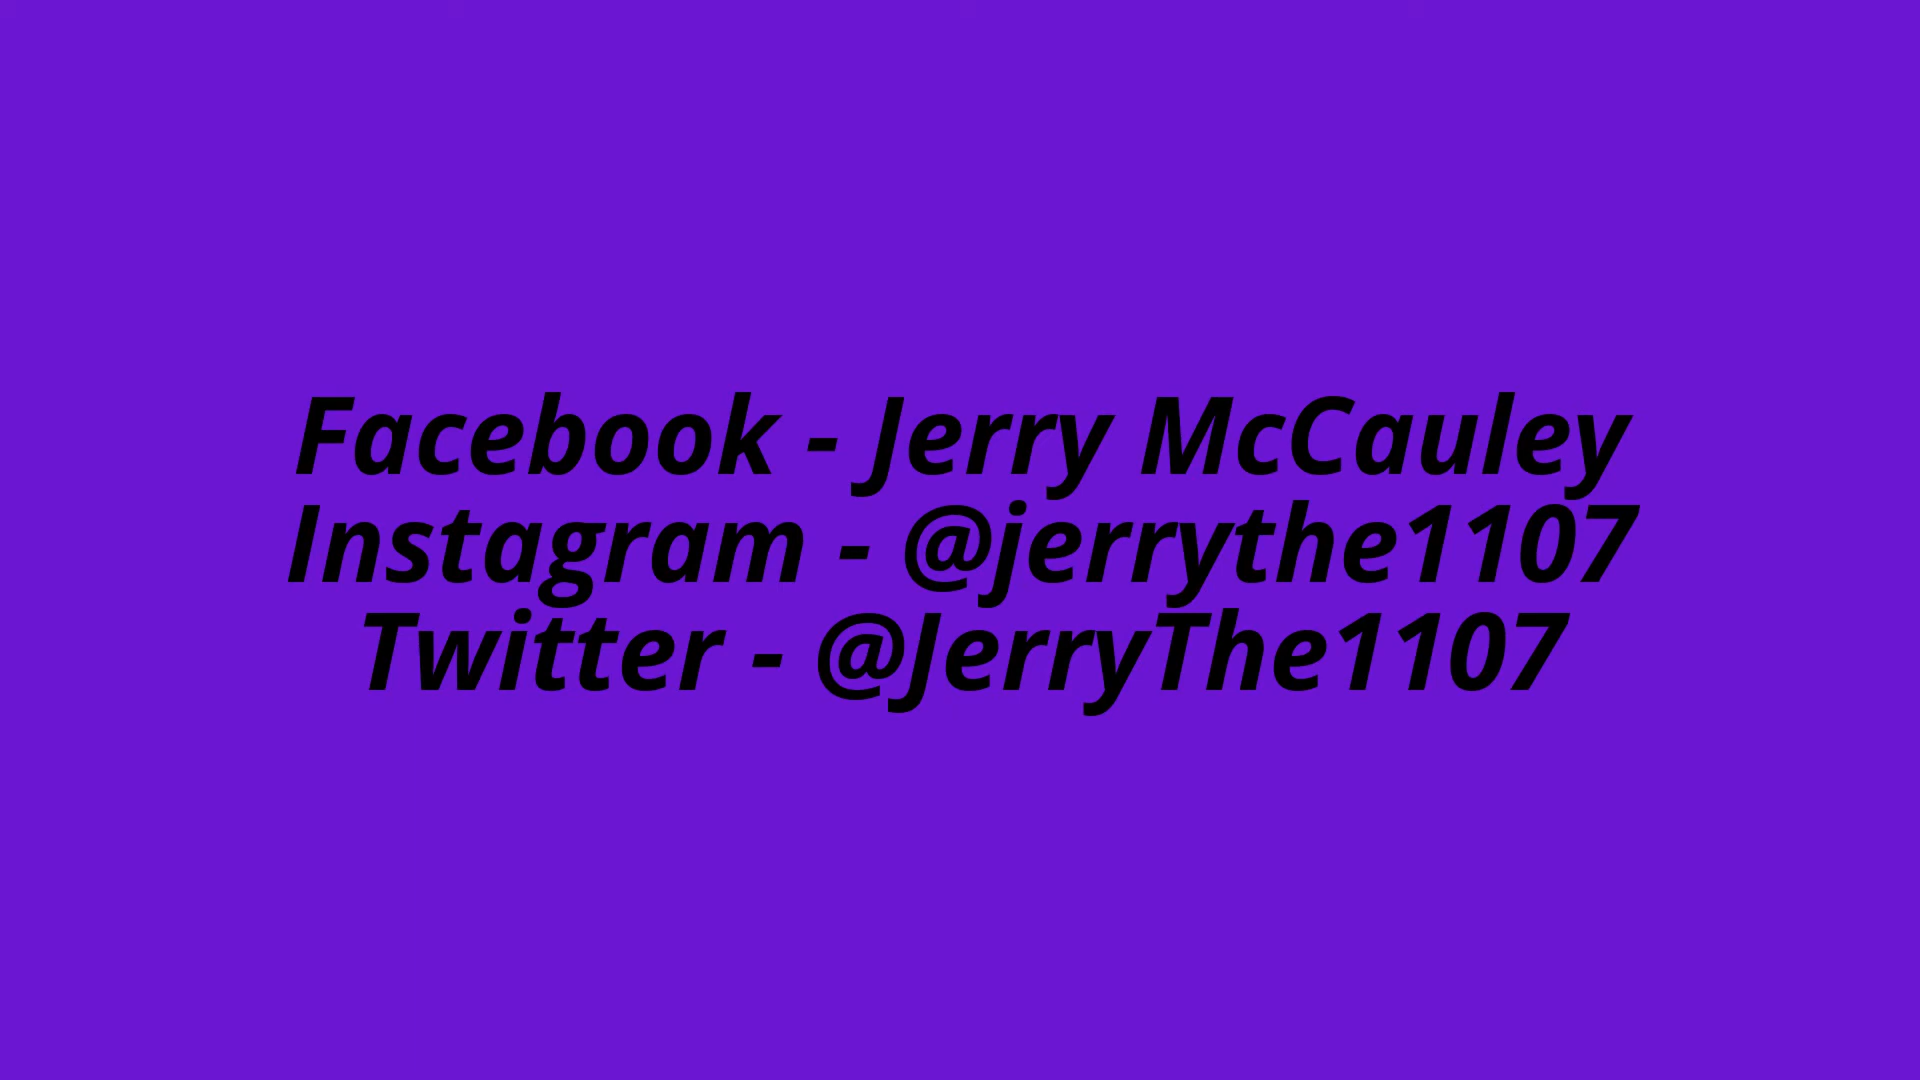 Facebook - Jerry McCauley
Instagram - @jerrythe1107
Twitter - @JerryThe1107